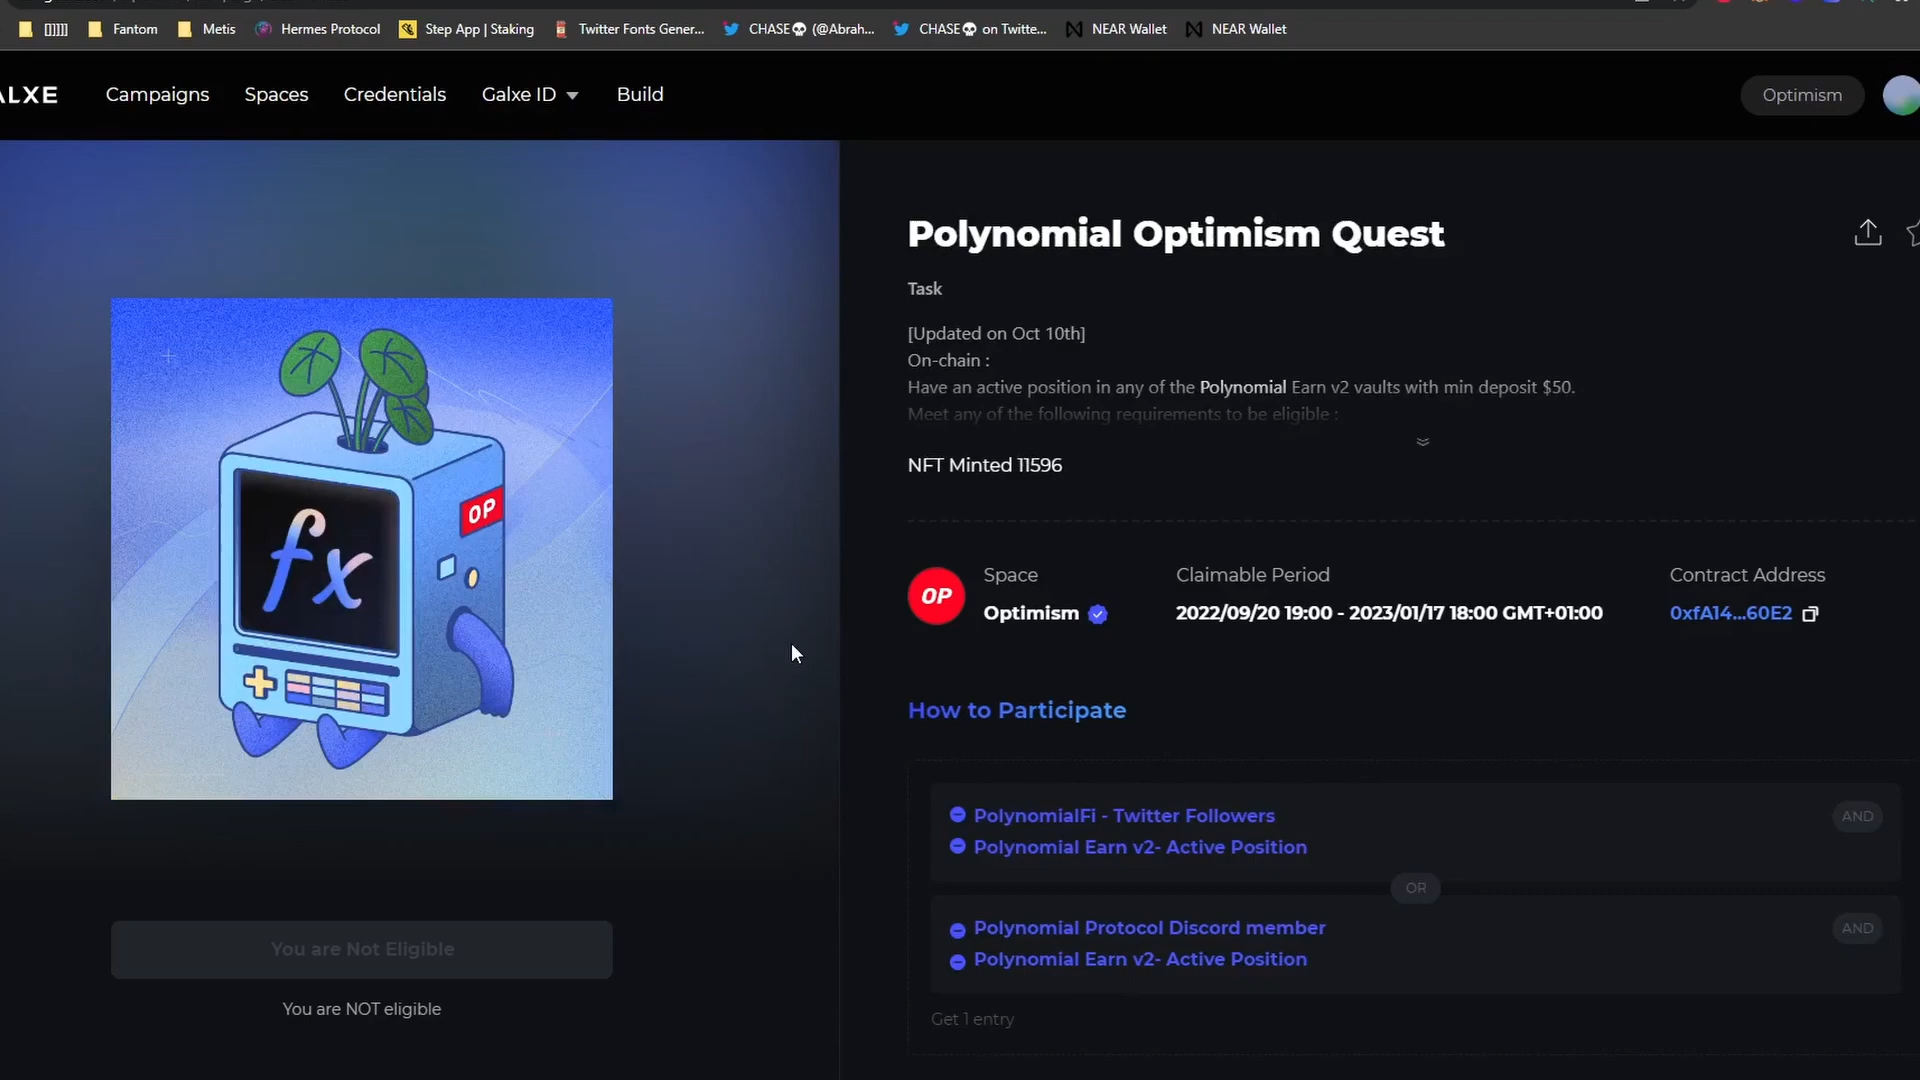 Fantom
Metis
Hermes Protocol
Step App | Staking
Twitter Fonts Gener...
CHASE💀 (@Abrah...
CHASE💀 on Twitte...
NEAR Wallet
NEAR Wallet
ALXE
Campaigns
Spaces
Credentials
Galxe ID
Build
Optimism
Polynomial Optimism Quest
Task
[Updated on Oct 10th]
On-chain :
Have an active position in any of the Polynomial Earn v2 vaults with min deposit $50.
Meet any of the following requirements to be eligible :
NFT Minted 11596
OP
fx
OP
Space
Optimism
Claimable Period
2022/09/20 19:00 - 2023/01/17 18:00 GMT+01:00
Contract Address
0xfA14...60E2
How to Participate
PolynomialFi - Twitter Followers
AND
Polynomial Earn v2- Active Position
OR
Polynomial Protocol Discord member
AND
Polynomial Earn v2- Active Position
Get 1 entry
You are Not Eligible
You are NOT eligible